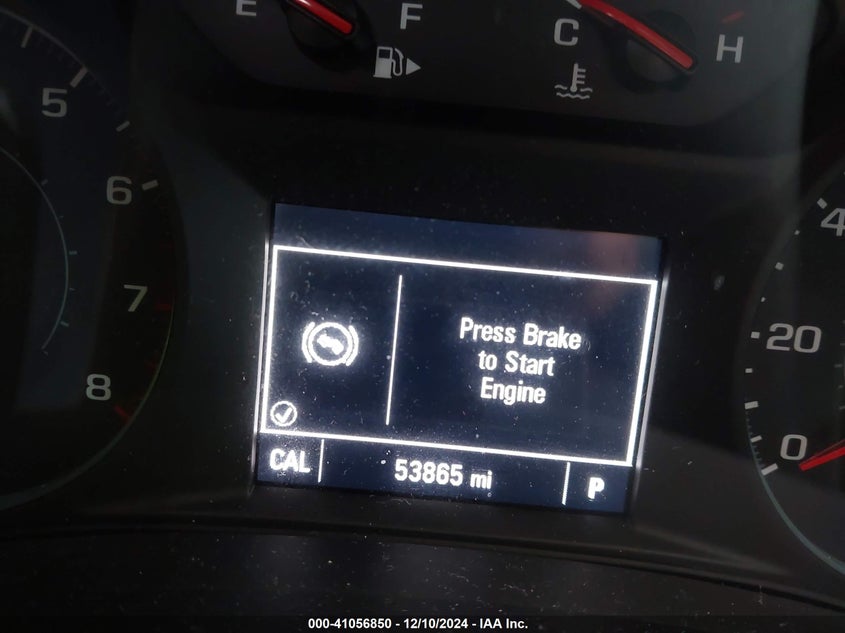 E F
C H
5
6
7
8
4
20
0
Press Brake
to Start
Engine
CAL 53865 mi P
000-41056850 - 12/10/2024 - IAA Inc.